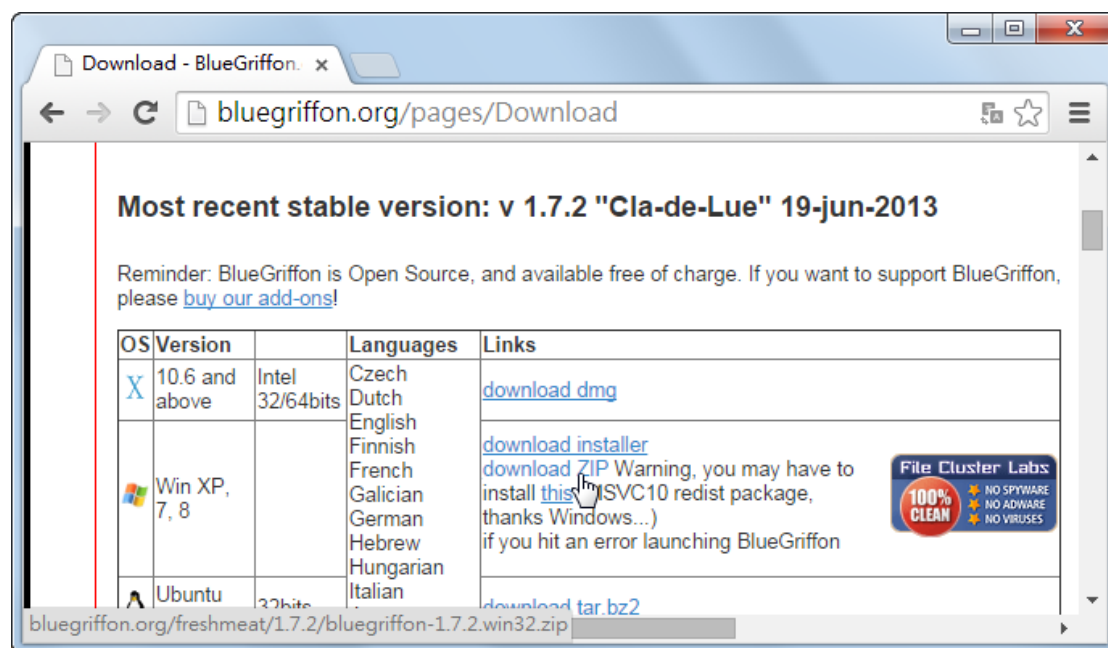 Download - BlueGriffon.
bluegriffon.org/pages/Download
Most recent stable version: v 1.7.2 "Cla-de-Lue" 19-jun-2013
Reminder: BlueGriffon is Open Source, and available free of charge. If you want to support BlueGriffon,
please buy our add-ons!
OS Version Languages Links
10.6 and above
Intel 32/64bits
download dmg
Czech
Dutch
English
Finnish
French
Galician
German
Hebrew
Hungarian
Italian
Win XP,
7, 8
download installer
download ZIP Warning, you may have to
install this MSVC10 redist package,
thanks Windows...)
if you hit an error launching BlueGriffon
File Cluster Labs
100%
CLEAN
NO SPYWARE
NO ADWARE
NO VIRUSES
Ubuntu
32bits
download tar.bz2
bluegriffon.org/freshmeat/1.7.2/bluegriffon-1.7.2.win32.zip